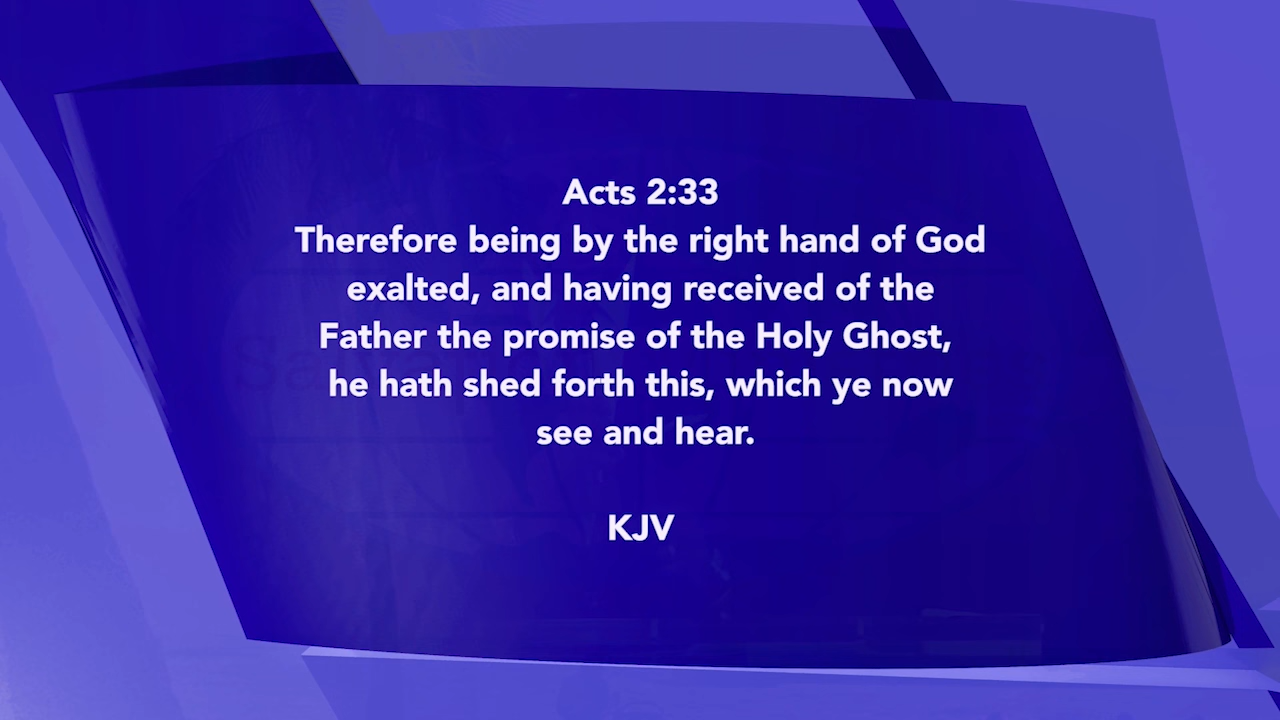 Acts 2:33
Therefore being by the right hand of God
exalted, and having received of the
Father the promise of the Holy Ghost,
he hath shed forth this, which ye now
see and hear.
KJV